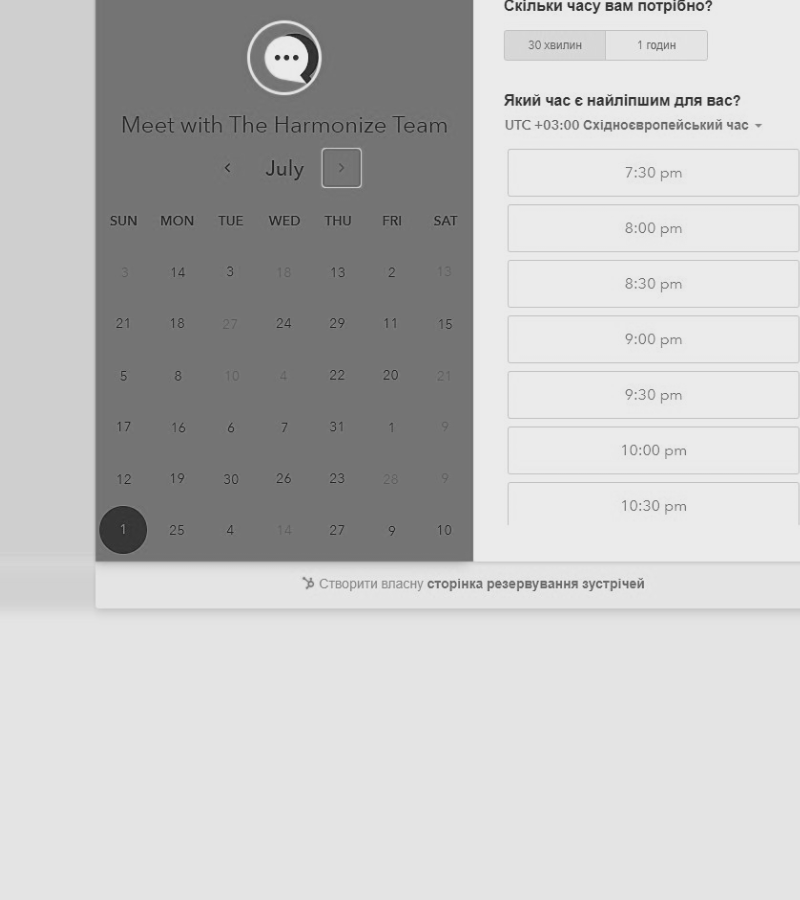 Meet with The Harmonize Team
July
SUN MON TUE WED THU FRI SAT
3 14 3 18 13 2 13
21 18 27 24 29 11 15
5 8 10 4 22 20 21
17 16 6 7 31 1 9
12 19 30 26 23 28 9
1 25 4 14 27 9 10
Скільки часу вам потрібно?
30 хвилин 1 годин
Який час є найліпшим для вас?
UTC +03:00 Східноєвропейський час
7:30 pm
8:00 pm
8:30 pm
9:00 pm
9:30 pm
10:00 pm
10:30 pm
Створити власну сторінка резервування зустрічей